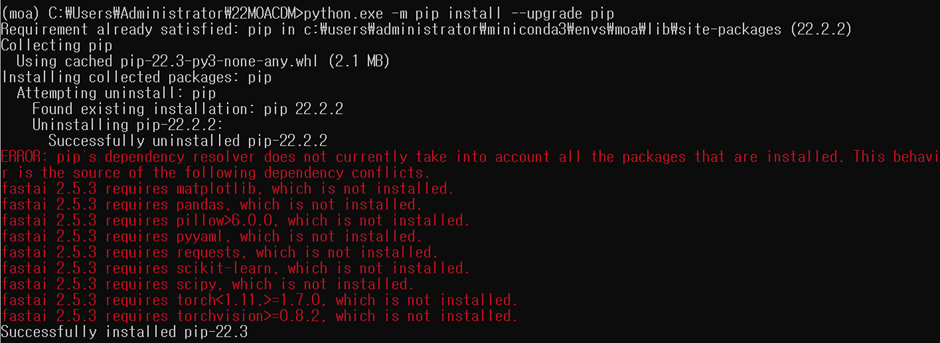 (moa) C:₩Users₩Administrator₩22MOACDM>python.exe -m pip install --upgrade pip
Requirement already satisfied: pip in c:₩users₩administrator₩miniconda3₩envs₩moa₩lib₩site-packages (22.2.2)
Collecting pip
  Using cached pip-22.3-py3-none-any.whl (2.1 MB)
Installing collected packages: pip
  Attempting uninstall: pip
    Found existing installation: pip 22.2.2
    Uninstalling pip-22.2.2:
      Successfully uninstalled pip-22.2.2
ERROR: pip's dependency resolver does not currently take into account all the packages that are installed. This behavi
r is the source of the following dependency conflicts.
fastai 2.5.3 requires matplotlib, which is not installed.
fastai 2.5.3 requires pandas, which is not installed.
fastai 2.5.3 requires pillow>6.0.0, which is not installed.
fastai 2.5.3 requires pyyaml, which is not installed.
fastai 2.5.3 requires requests, which is not installed.
fastai 2.5.3 requires scikit-learn, which is not installed.
fastai 2.5.3 requires scipy, which is not installed.
fastai 2.5.3 requires torch<1.11,>=1.7.0, which is not installed.
fastai 2.5.3 requires torchvision>=0.8.2, which is not installed.
Successfully installed pip-22.3